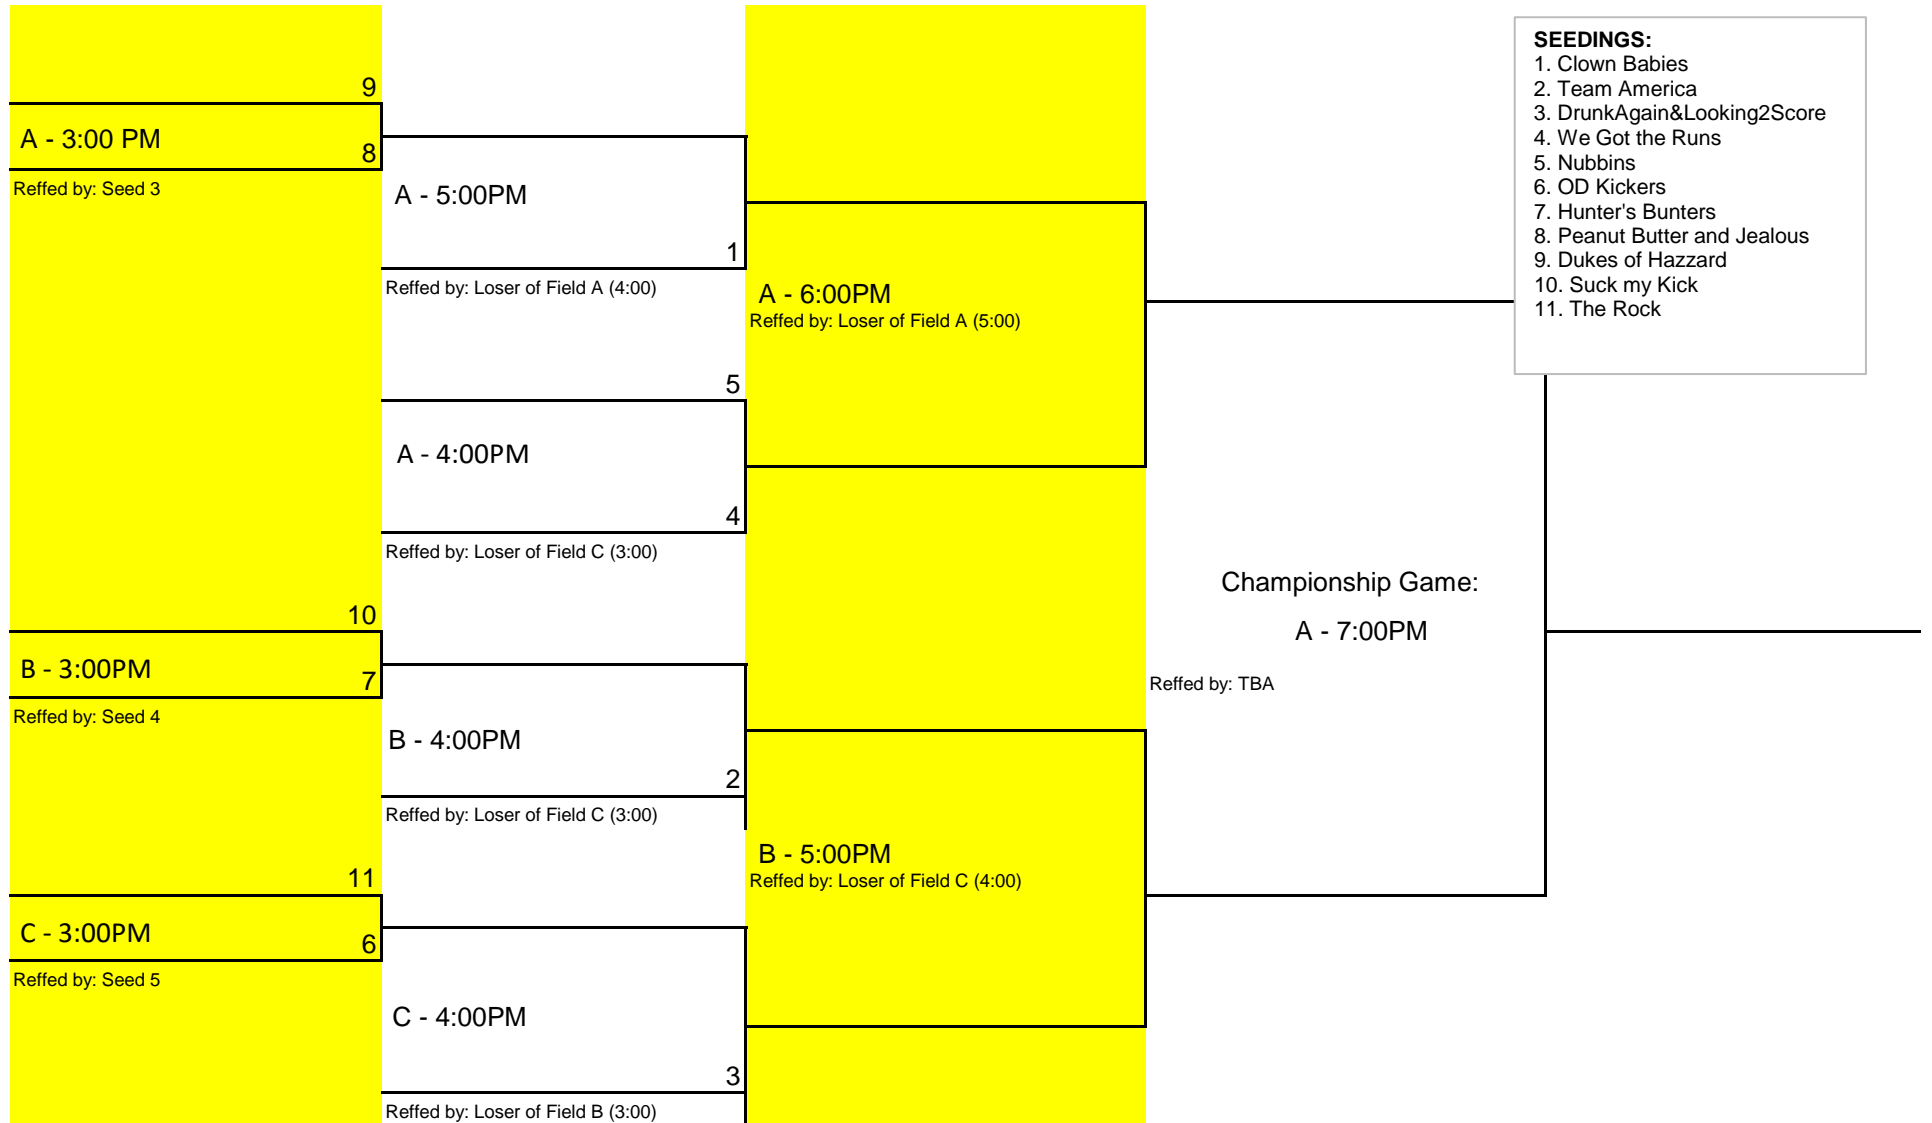 9
A - 3:00 PM
8
Reffed by: Seed 3
10
B - 3:00PM
7
Reffed by: Seed 4
11
C - 3:00PM
6
Reffed by: Seed 5
A - 5:00PM
1
Reffed by: Loser of Field A (4:00)
5
A - 4:00PM
4
Reffed by: Loser of Field C (3:00)
B - 4:00PM
2
Reffed by: Loser of Field C (3:00)
C - 4:00PM
3
Reffed by: Loser of Field B (3:00)
A - 6:00PM
Reffed by: Loser of Field A (5:00)
B - 5:00PM
Reffed by: Loser of Field C (4:00)
Championship Game:
A - 7:00PM
Reffed by: TBA
SEEDINGS:
1. Clown Babies
2. Team America
3. DrunkAgain&Looking2Score
4. We Got the Runs
5. Nubbins
6. OD Kickers
7. Hunter's Bunters
8. Peanut Butter and Jealous
9. Dukes of Hazzard
10. Suck my Kick
11. The Rock